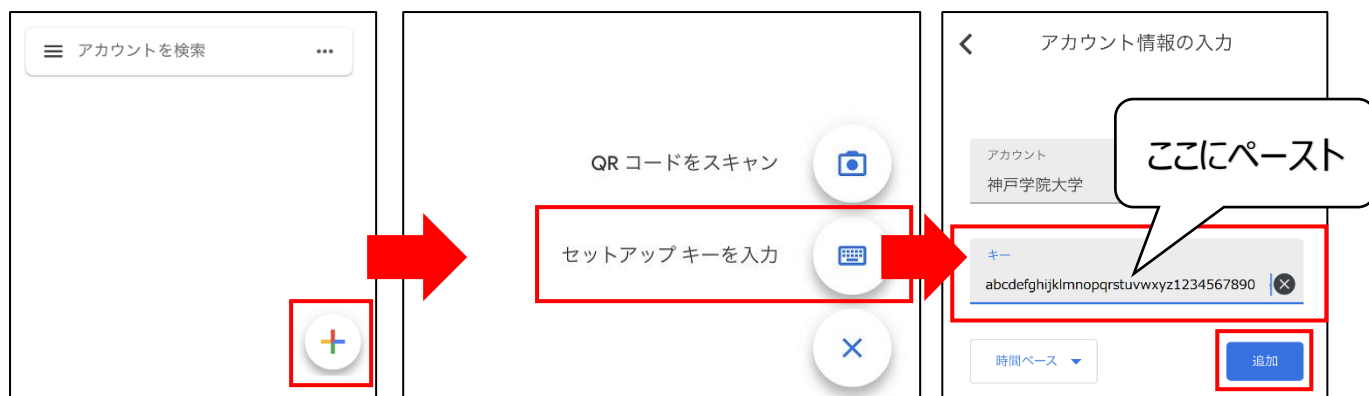 アカウントを検索
QR コードをスキャン
セットアップ キーを入力
アカウント情報の入力
アカウント
神戸学院大学
ここにペースト
キー
abcdefghijklmnopqrstuvwxyz1234567890
時間ベース
追加